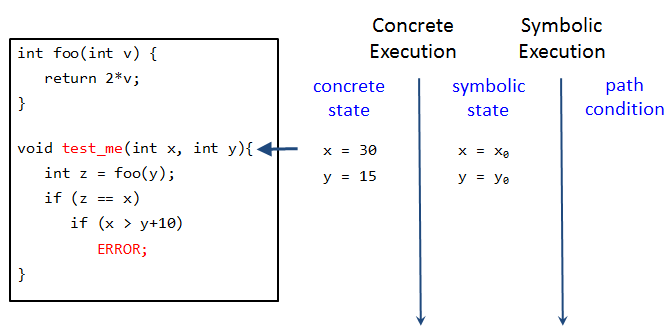 int foo(int v) {
return 2*v;
}
void test_me(int x, int y){
int z = foo(y);
if (z == x)
if (x > y+10)
ERROR;
}
Concrete
Execution
Symbolic
Execution
concrete
state
symbolic
state
path
condition
x = 30
y = 15
x = x₀
y = y₀